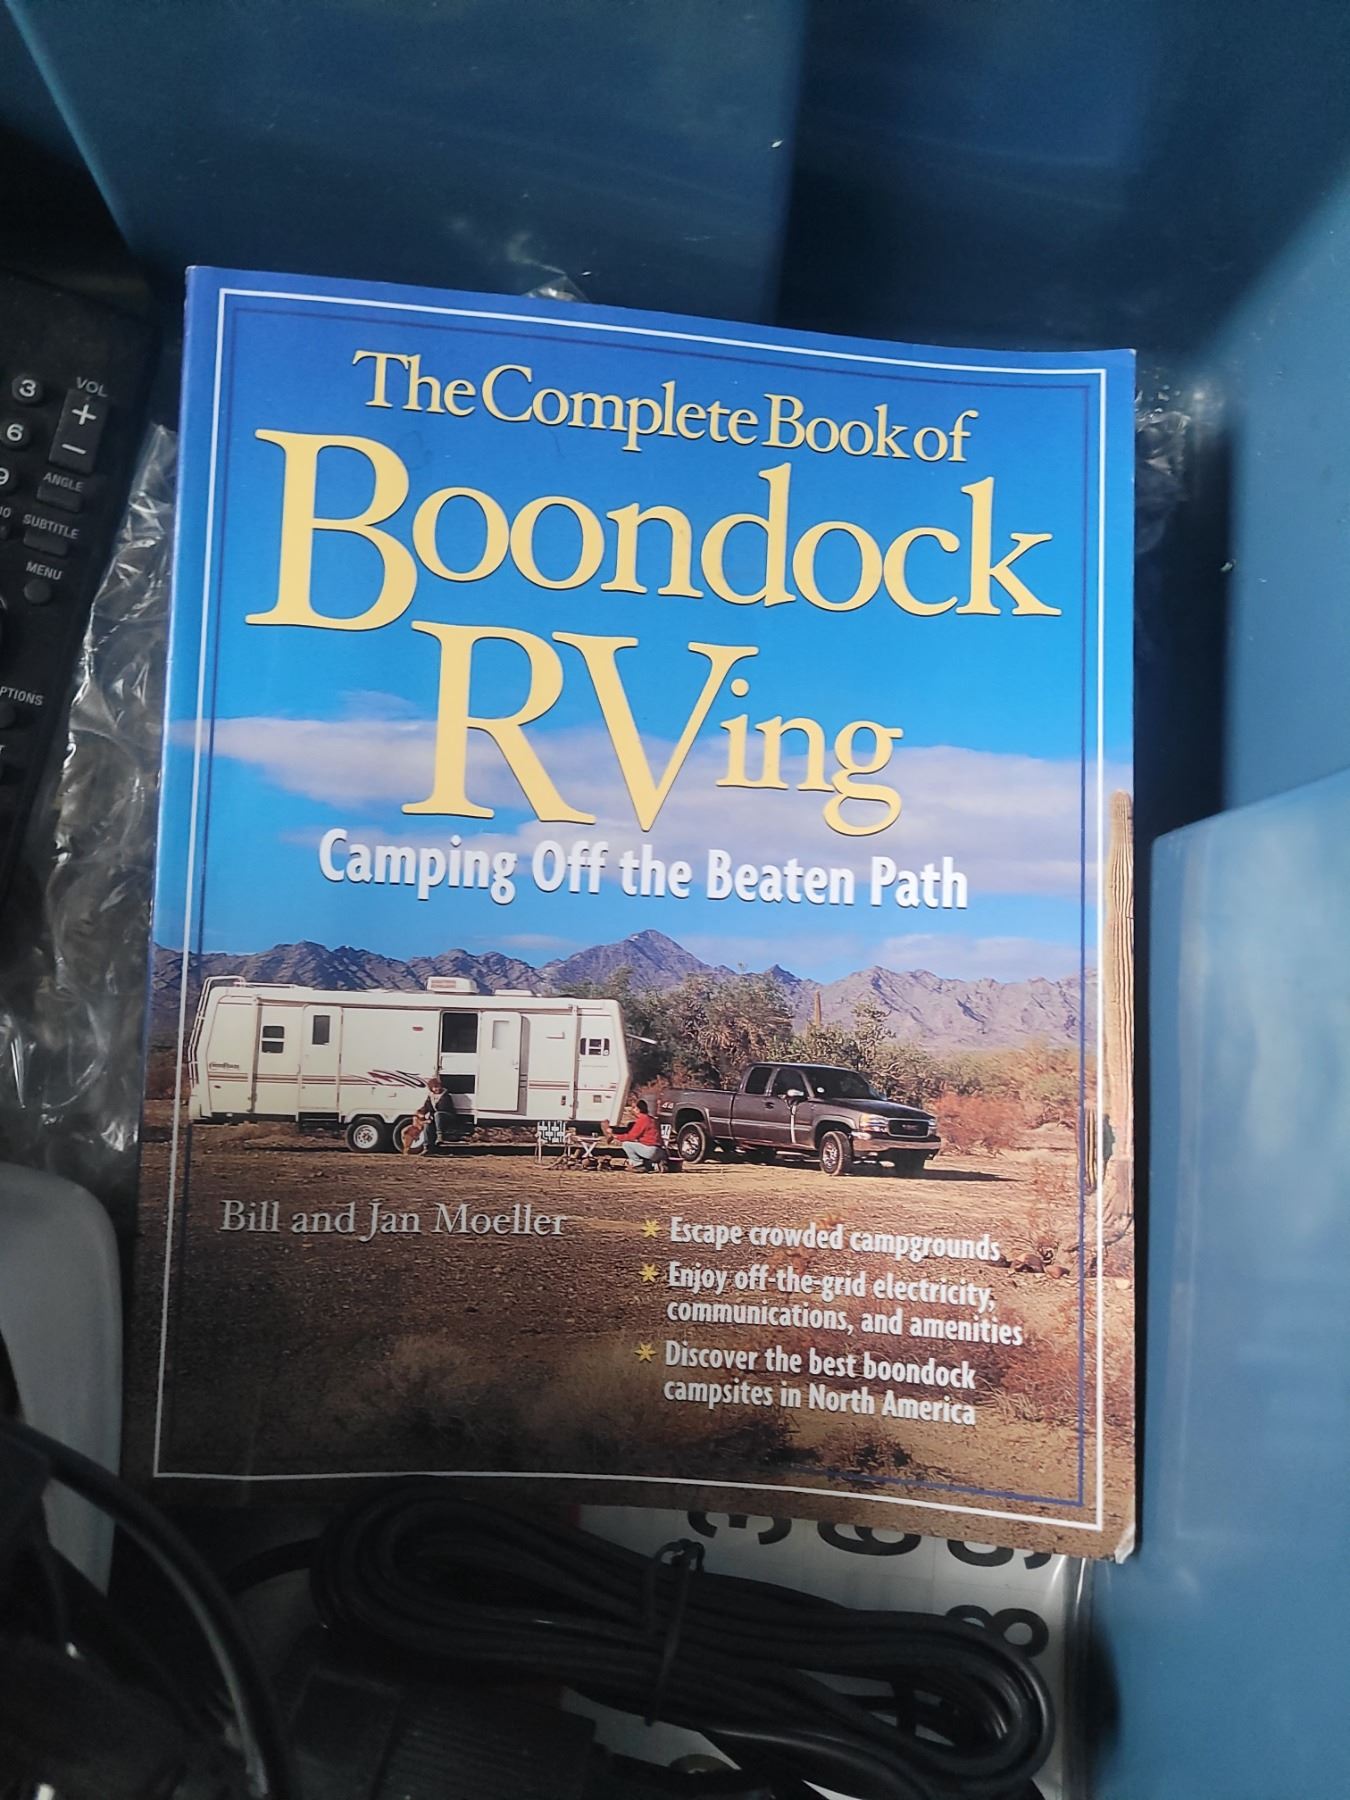 The Complete Book of
Boondock
RVing
Camping Off the Beaten Path
Bill and Jan Moeller
* Escape crowded campgrounds
* Enjoy off-the-grid electricity,
communications, and amenities
* Discover the best boondock
campsites in North America
3
VOL
+
6
−
9
ANGLE
SUBTITLE
MENU
8